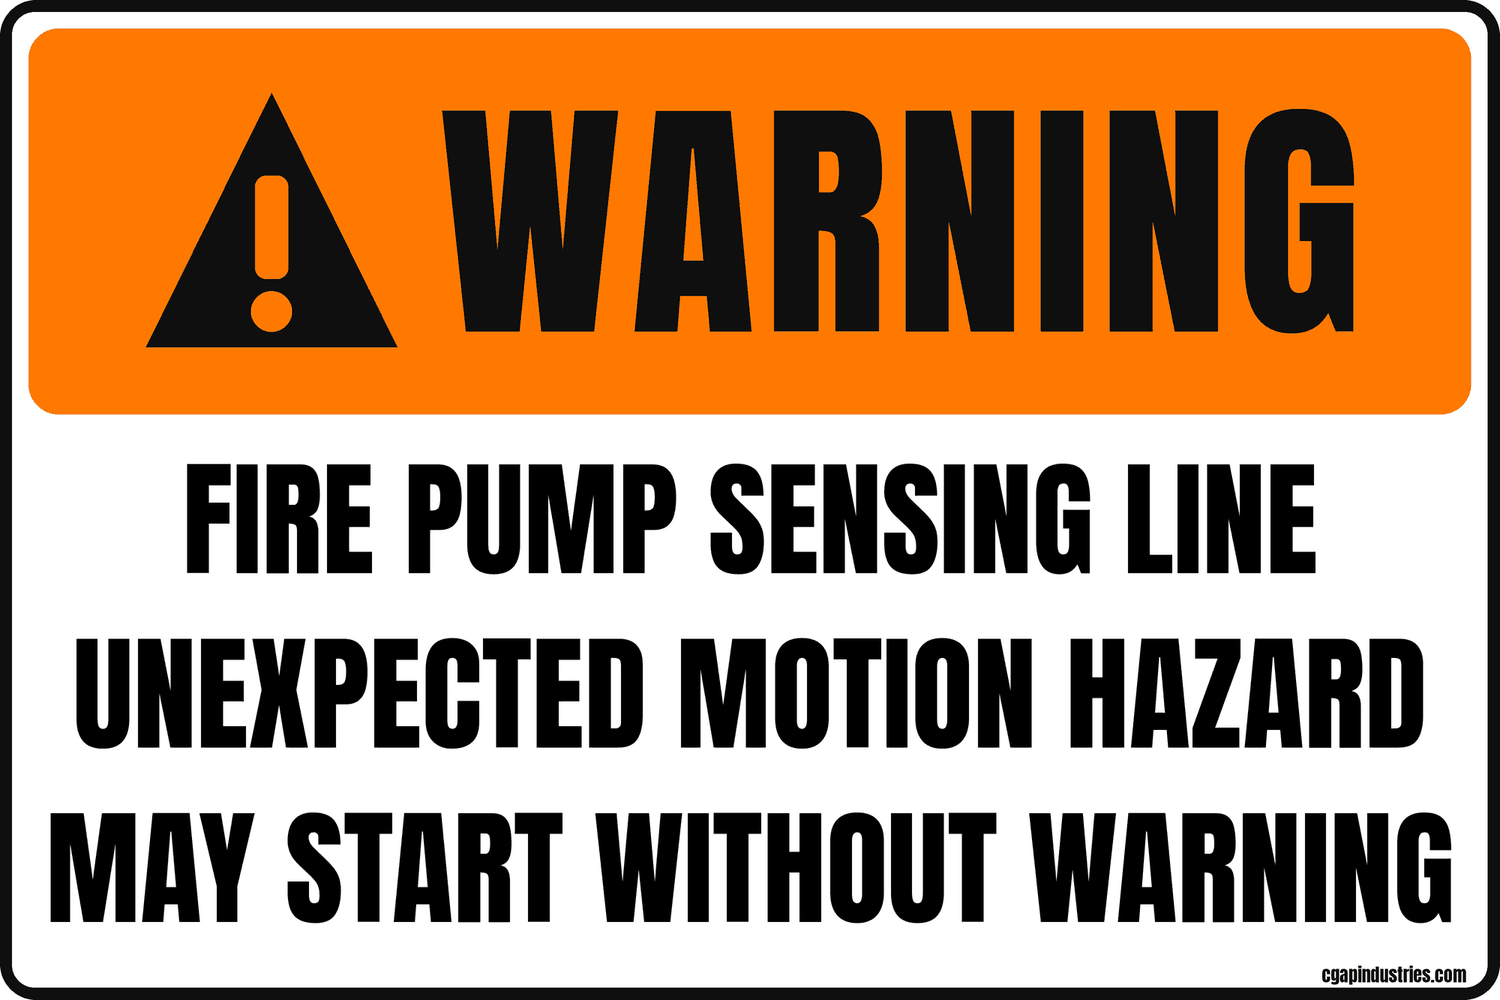 WARNING
FIRE PUMP SENSING LINE
UNEXPECTED MOTION HAZARD
MAY START WITHOUT WARNING
cgapindustries.com